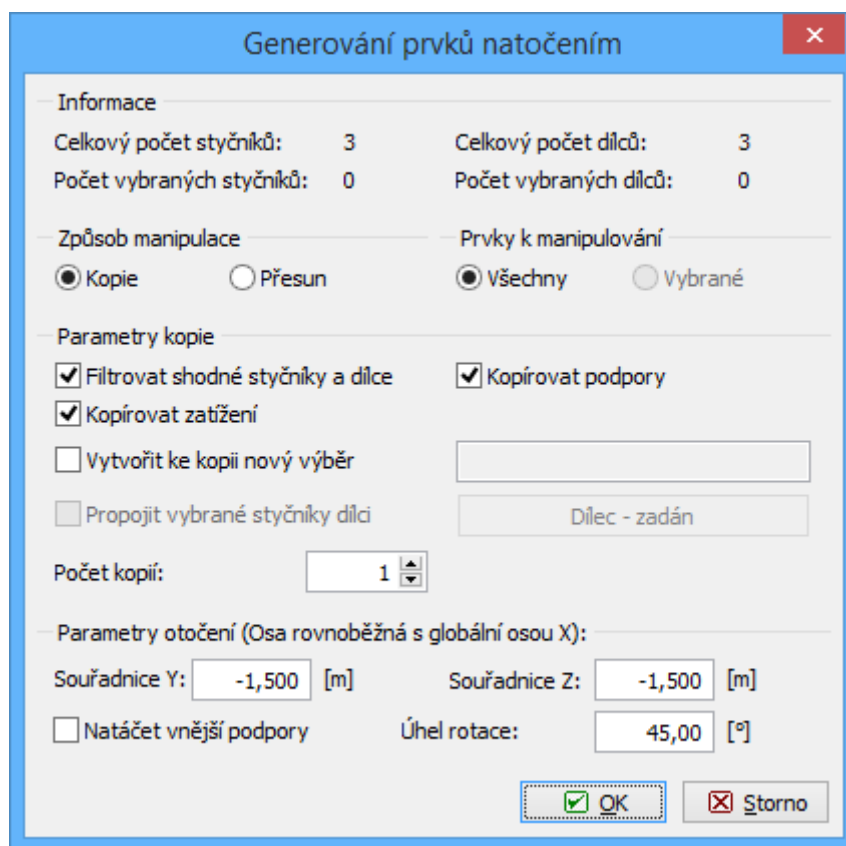 Generování prvků natočením
Informace
Celkový počet styčníků: 3 Celkový počet dílců: 3
Počet vybraných styčníků: 0 Počet vybraných dílců: 0
Způsob manipulace Prvky k manipulování
Kopie Přesun Všechny Vybrané
Parametry kopie
Filtrovat shodné styčníky a dílce Kopírovat podpory
Kopírovat zatížení
Vytvořit ke kopii nový výběr
Propojit vybrané styčníky dílci Dílec - zadán
Počet kopií: 1
Parametry otočení (Osa rovnoběžná s globální osou X):
Souřadnice Y: -1,500 [m] Souřadnice Z: -1,500 [m]
Natáčet vnější podpory Úhel rotace: 45,00 [°]
OK Storno